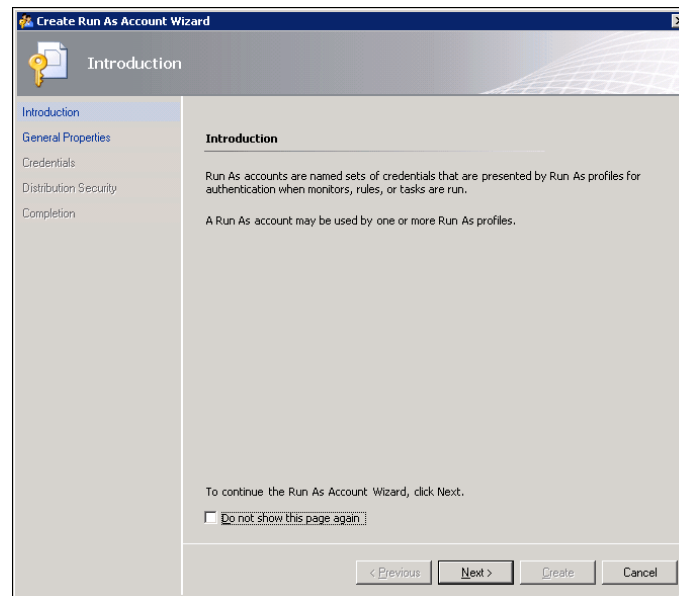 Create Run As Account Wizard
Introduction
Introduction
General Properties
Credentials
Distribution Security
Completion
Introduction
Run As accounts are named sets of credentials that are presented by Run As profiles for
authentication when monitors, rules, or tasks are run.
A Run As account may be used by one or more Run As profiles.
To continue the Run As Account Wizard, click Next.
Do not show this page again
< Previous
Next >
Create
Cancel